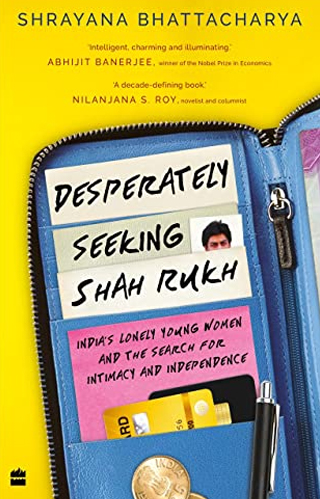 SHRAYANA BHATTACHARYA
'Intelligent, charming and illuminating.'
ABHIJIT BANERJEE, winner of the Nobel Prize in Economics
'A decade-defining book.'
NILANJANA S. ROY, novelist and columnist
DESPERATELY
SEEKING
SHAH RUKH
INDIA'S LONELY YOUNG WOMEN
AND THE SEARCH FOR
INTIMACY AND INDEPENDENCE